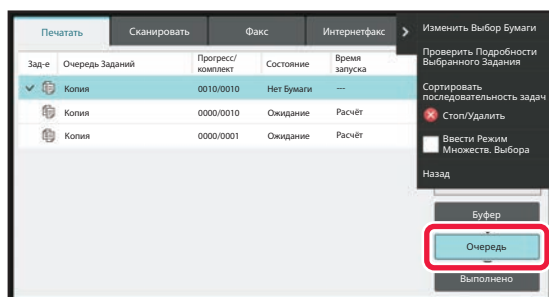 Печатать
Сканировать
Факс
Интернетфакс
Зад-е
Очередь Заданий
Прогресс/
комплект
Состояние
Время
запуска
Копия
0010/0010
Нет Бумаги
---
Копия
0000/0010
Ожидание
Расчёт
Копия
0000/0001
Ожидание
Расчёт
Изменить Выбор Бумаги
Проверить Подробности
Выбранного Задания
Сортировать
последовательность задач
Стоп/Удалить
Ввести Режим
Множеств. Выбора
Назад
Буфер
Очередь
Выполнено